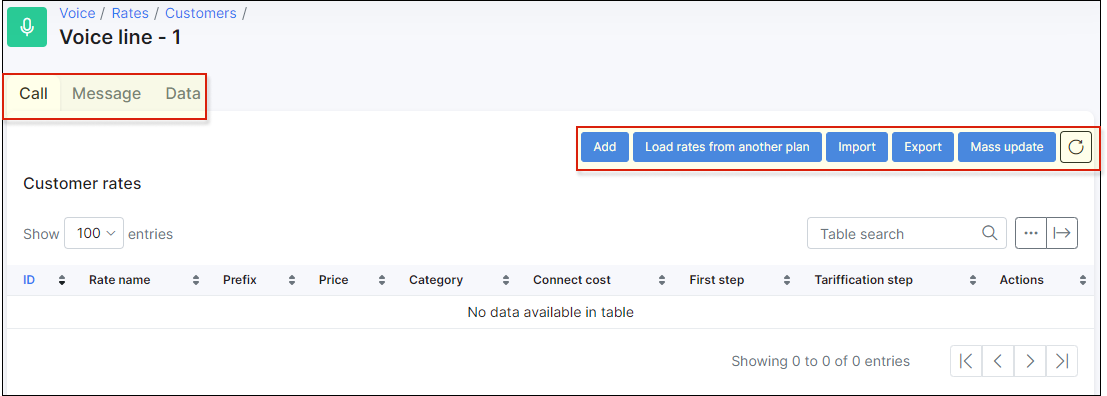 Voice / Rates / Customers /
Voice line - 1
Call Message Data
Add Load rates from another plan Import Export Mass update
Customer rates
Show 100 entries Table search
ID Rate name Prefix Price Category Connect cost First step Tariffication step Actions
No data available in table
Showing 0 to 0 of 0 entries